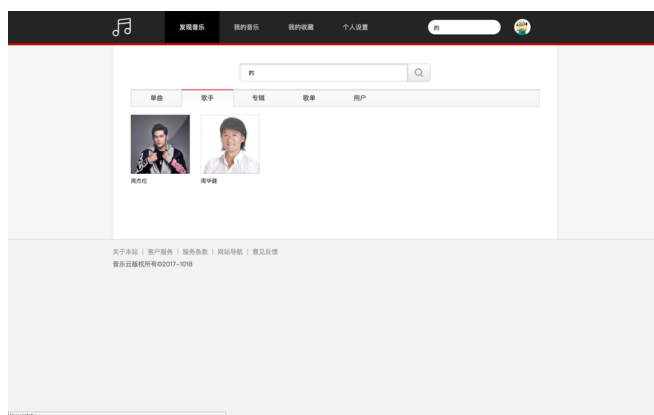 发现音乐 我的音乐 我的收藏 个人设置 的
的
单曲 歌手 专辑 歌单 用户
周杰伦 周华健
关于本站 | 客户服务 | 服务条款 | 网站导航 | 意见反馈
音乐云版权所有©2017-1018